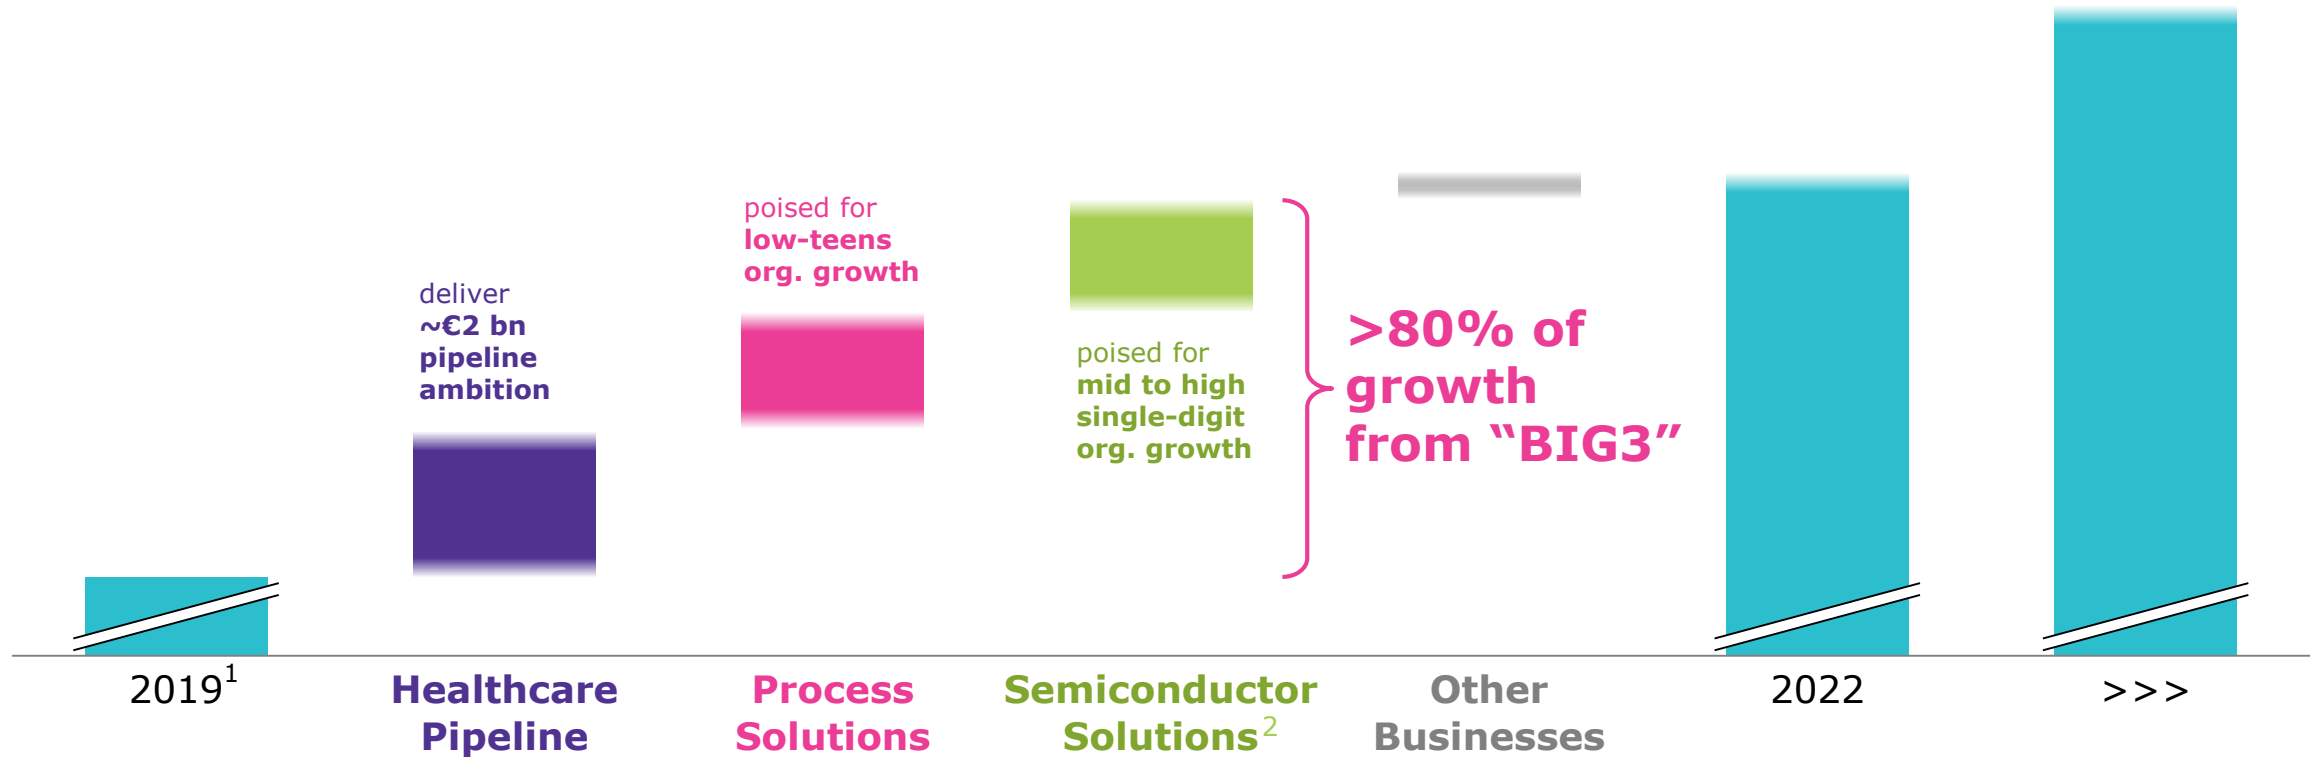 deliver
~€2 bn
pipeline
ambition
poised for
low-teens
org. growth
poised for
mid to high
single-digit
org. growth
>80% of
growth
from “BIG3”
2019¹
Healthcare
Pipeline
Process
Solutions
Semiconductor
Solutions²
Other
Businesses
2022
>>>